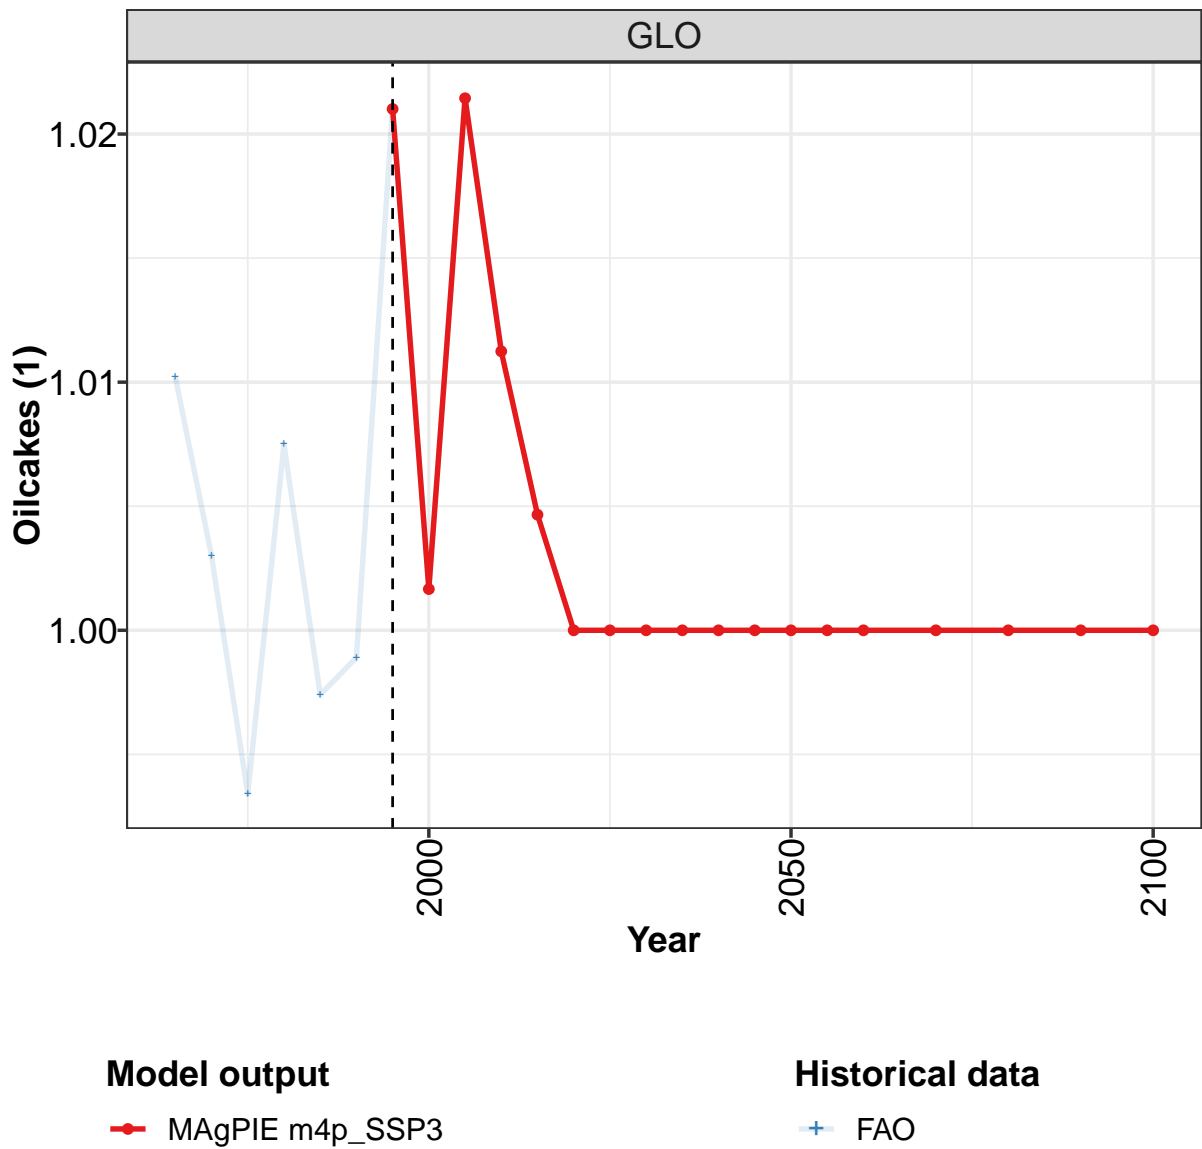 GLO
1.02
1.01
1.00
Oilcakes (1)
2000
2050
2100
Year
Model output
MAgPIE m4p_SSP3
Historical data
FAO